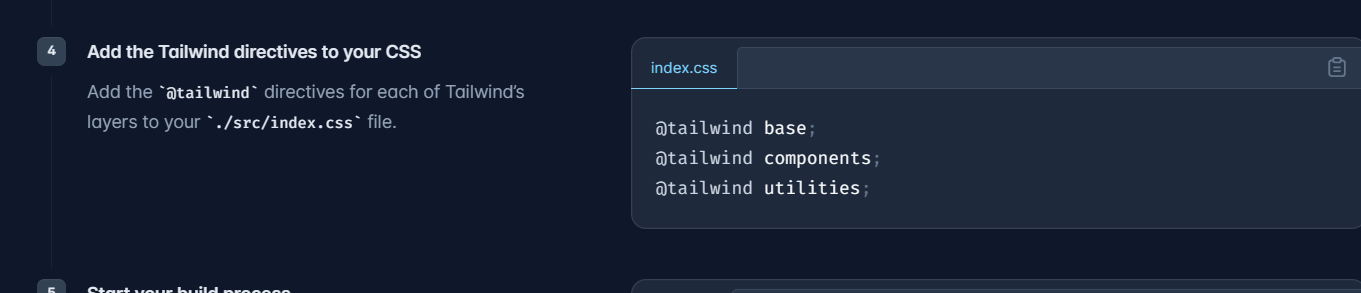 4
Add the Tailwind directives to your CSS
Add the `@tailwind` directives for each of Tailwind’s
layers to your `./src/index.css` file.
index.css
@tailwind base;
@tailwind components;
@tailwind utilities;
5
Start your build process